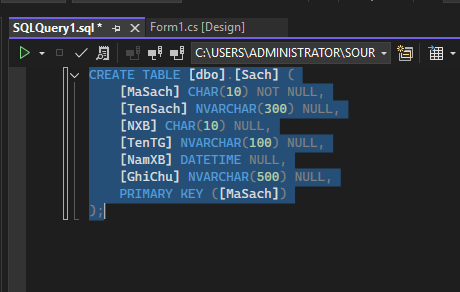 SQLQuery1.sql *
Form1.cs [Design]
C:\USERS\ADMINISTRATOR\SOUR
CREATE TABLE [dbo].[Sach] (
[MaSach] CHAR(10) NOT NULL,
[TenSach] NVARCHAR(300) NULL,
[NXB] CHAR(10) NULL,
[TenTG] NVARCHAR(100) NULL,
[NamXB] DATETIME NULL,
[GhiChu] NVARCHAR(500) NULL,
PRIMARY KEY ([MaSach])
);